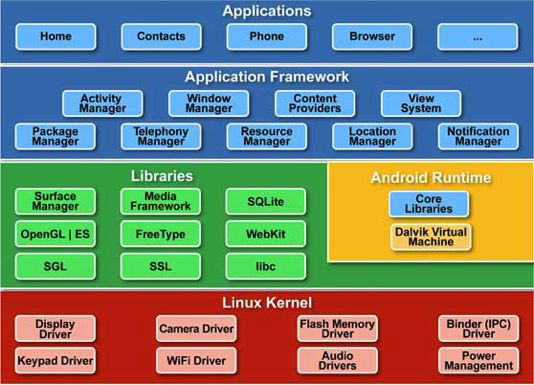 Applications
Home Contacts Phone Browser ...
Application Framework
Activity Manager Window Manager Content Providers View System
Package Manager Telephony Manager Resource Manager Location Manager Notification Manager
Libraries
Surface Manager Media Framework SQLite
OpenGL | ES FreeType WebKit
SGL SSL libc
Android Runtime
Core Libraries
Dalvik Virtual Machine
Linux Kernel
Display Driver Camera Driver Flash Memory Driver Binder (IPC) Driver
Keypad Driver WiFi Driver Audio Drivers Power Management